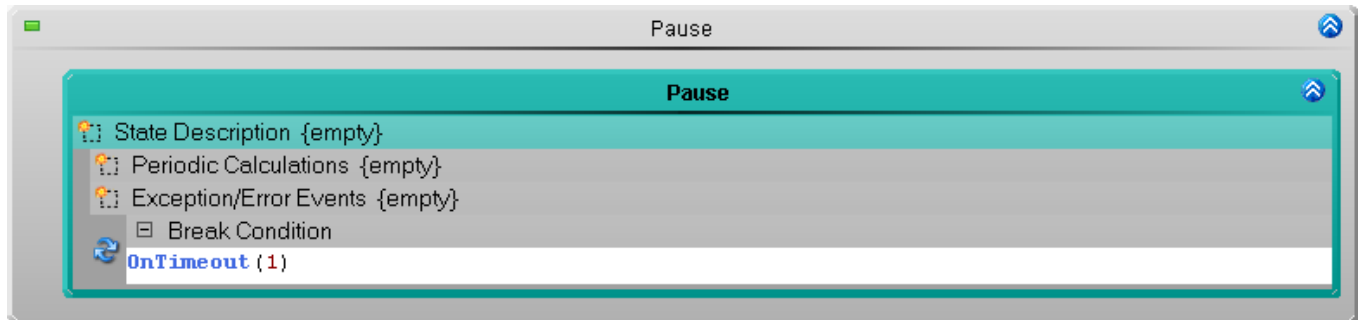 Pause
Pause
State Description {empty}
Periodic Calculations {empty}
Exception/Error Events {empty}
Break Condition
OnTimeout(1)